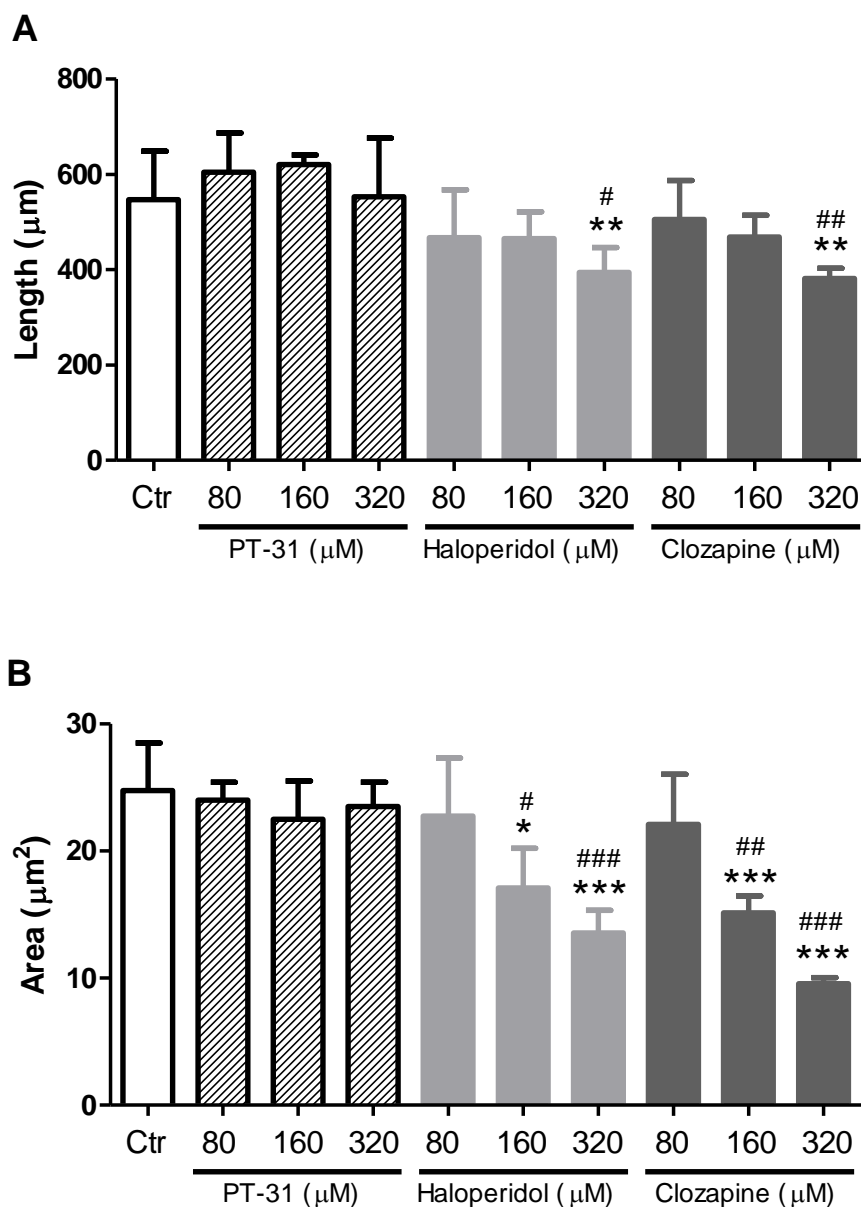 A
Length (μm)
800
600
400
200
0
#
**
##
**
Ctr 80 160 320 80 160 320 80 160 320
PT-31 (μM) Haloperidol (μM) Clozapine (μM)
B
Area (μm²)
30
20
10
0
#
*
###
***
##
***
###
***
Ctr 80 160 320 80 160 320 80 160 320
PT-31 (μM) Haloperidol (μM) Clozapine (μM)